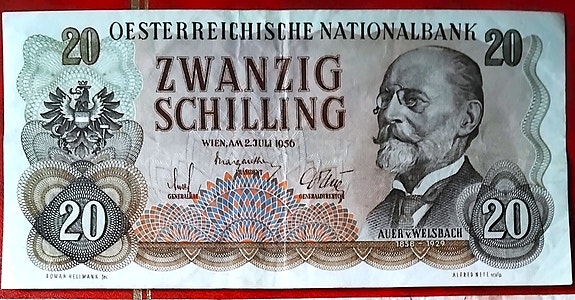 20 OESTERREICHISCHE NATIONALBANK 20
ZWANZIG
SCHILLING
WIEN, AM 2. JULI 1956
PRÄSIDENT
GENERALRAT GENERALDIREKTOR
AUER v. WELSBACH
1858 - 1929
20 20
ROMAN HELLMANN ALFRED NEFE sculp.